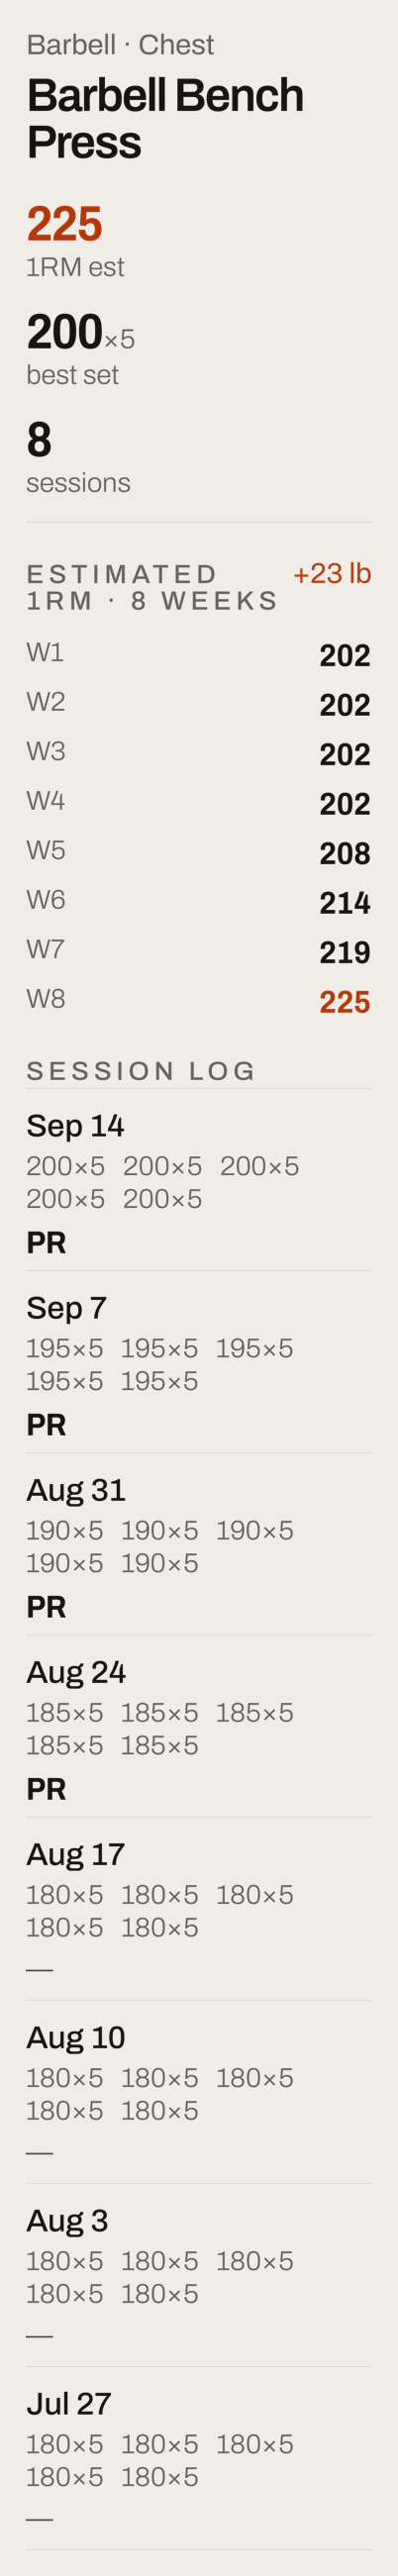 Barbell · Chest
Barbell Bench
Press
225
1RM est
200×5
best set
8
sessions
ESTIMATED +23 lb
1RM · 8 WEEKS
W1 202
W2 202
W3 202
W4 202
W5 208
W6 214
W7 219
W8 225
SESSION LOG
Sep 14
200×5 200×5 200×5
200×5 200×5
PR
Sep 7
195×5 195×5 195×5
195×5 195×5
PR
Aug 31
190×5 190×5 190×5
190×5 190×5
PR
Aug 24
185×5 185×5 185×5
185×5 185×5
PR
Aug 17
180×5 180×5 180×5
180×5 180×5
—
Aug 10
180×5 180×5 180×5
180×5 180×5
—
Aug 3
180×5 180×5 180×5
180×5 180×5
—
Jul 27
180×5 180×5 180×5
180×5 180×5
—